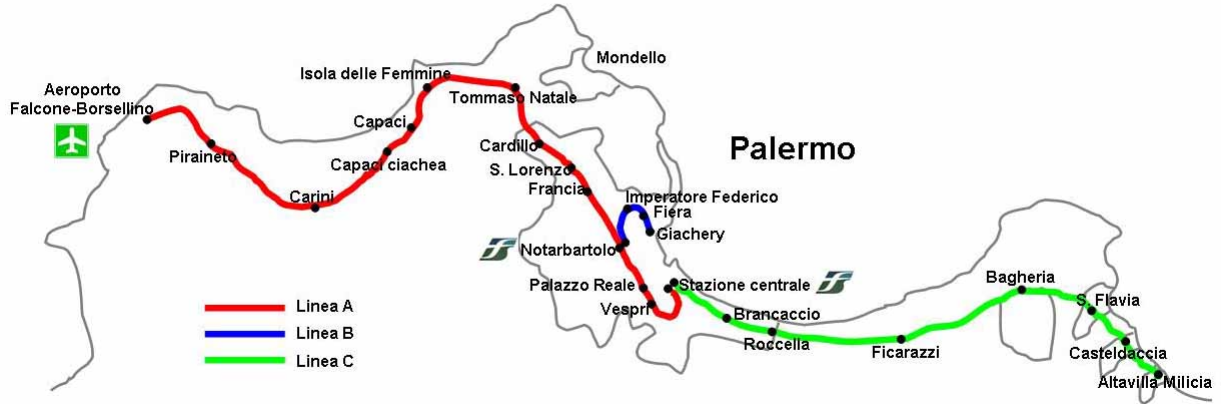 Aeroporto
Falcone-Borsellino
Piraineto
Carini
Capaci ciachea
Capaci
Isola delle Femmine
Tommaso Natale
Mondello
Cardillo
S. Lorenzo
Francia
Palermo
Imperatore Federico
Fiera
Giachery
Notarbartolo
Palazzo Reale
Vespri
Stazione centrale
Brancaccio
Roccella
Ficarazzi
Bagheria
S. Flavia
Casteldaccia
Altavilla Milicia
Linea A
Linea B
Linea C